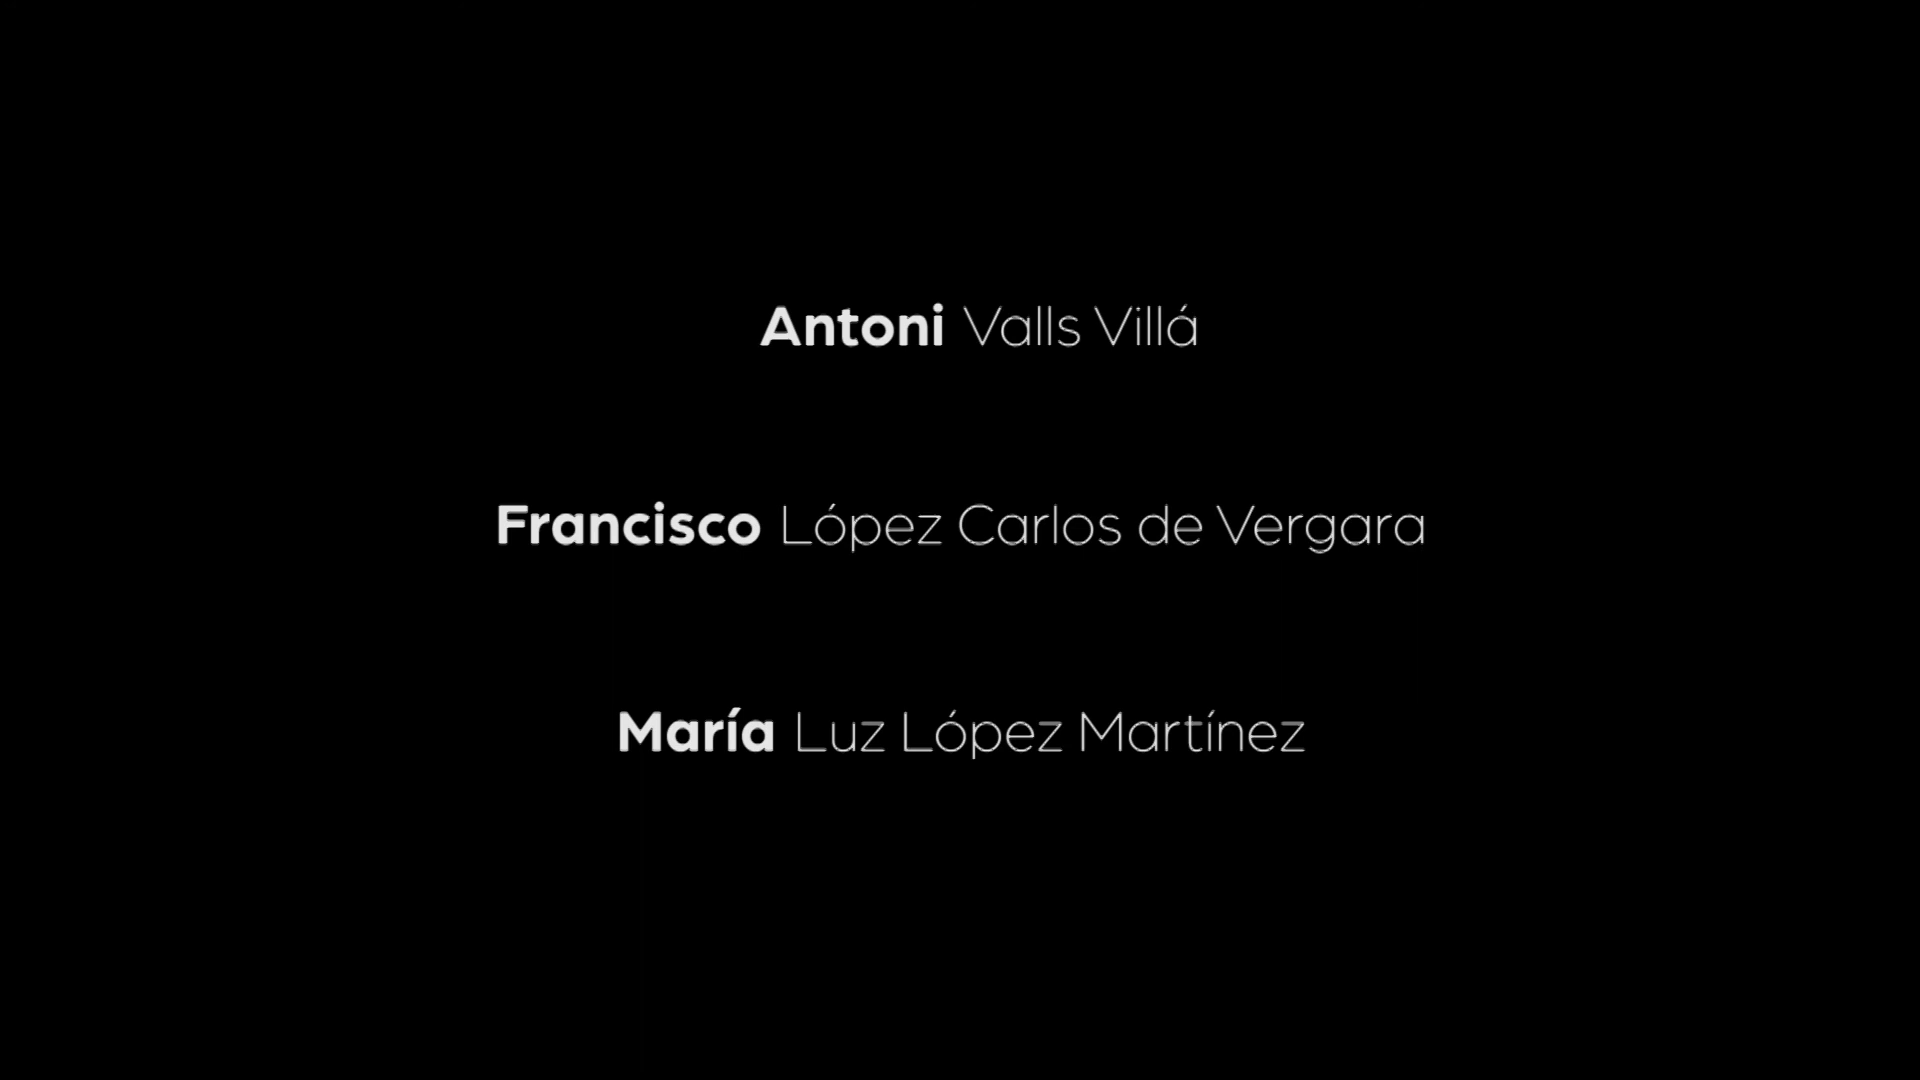 Antoni Valls Villá
Francisco López Carlos de Vergara
María Luz López Martínez